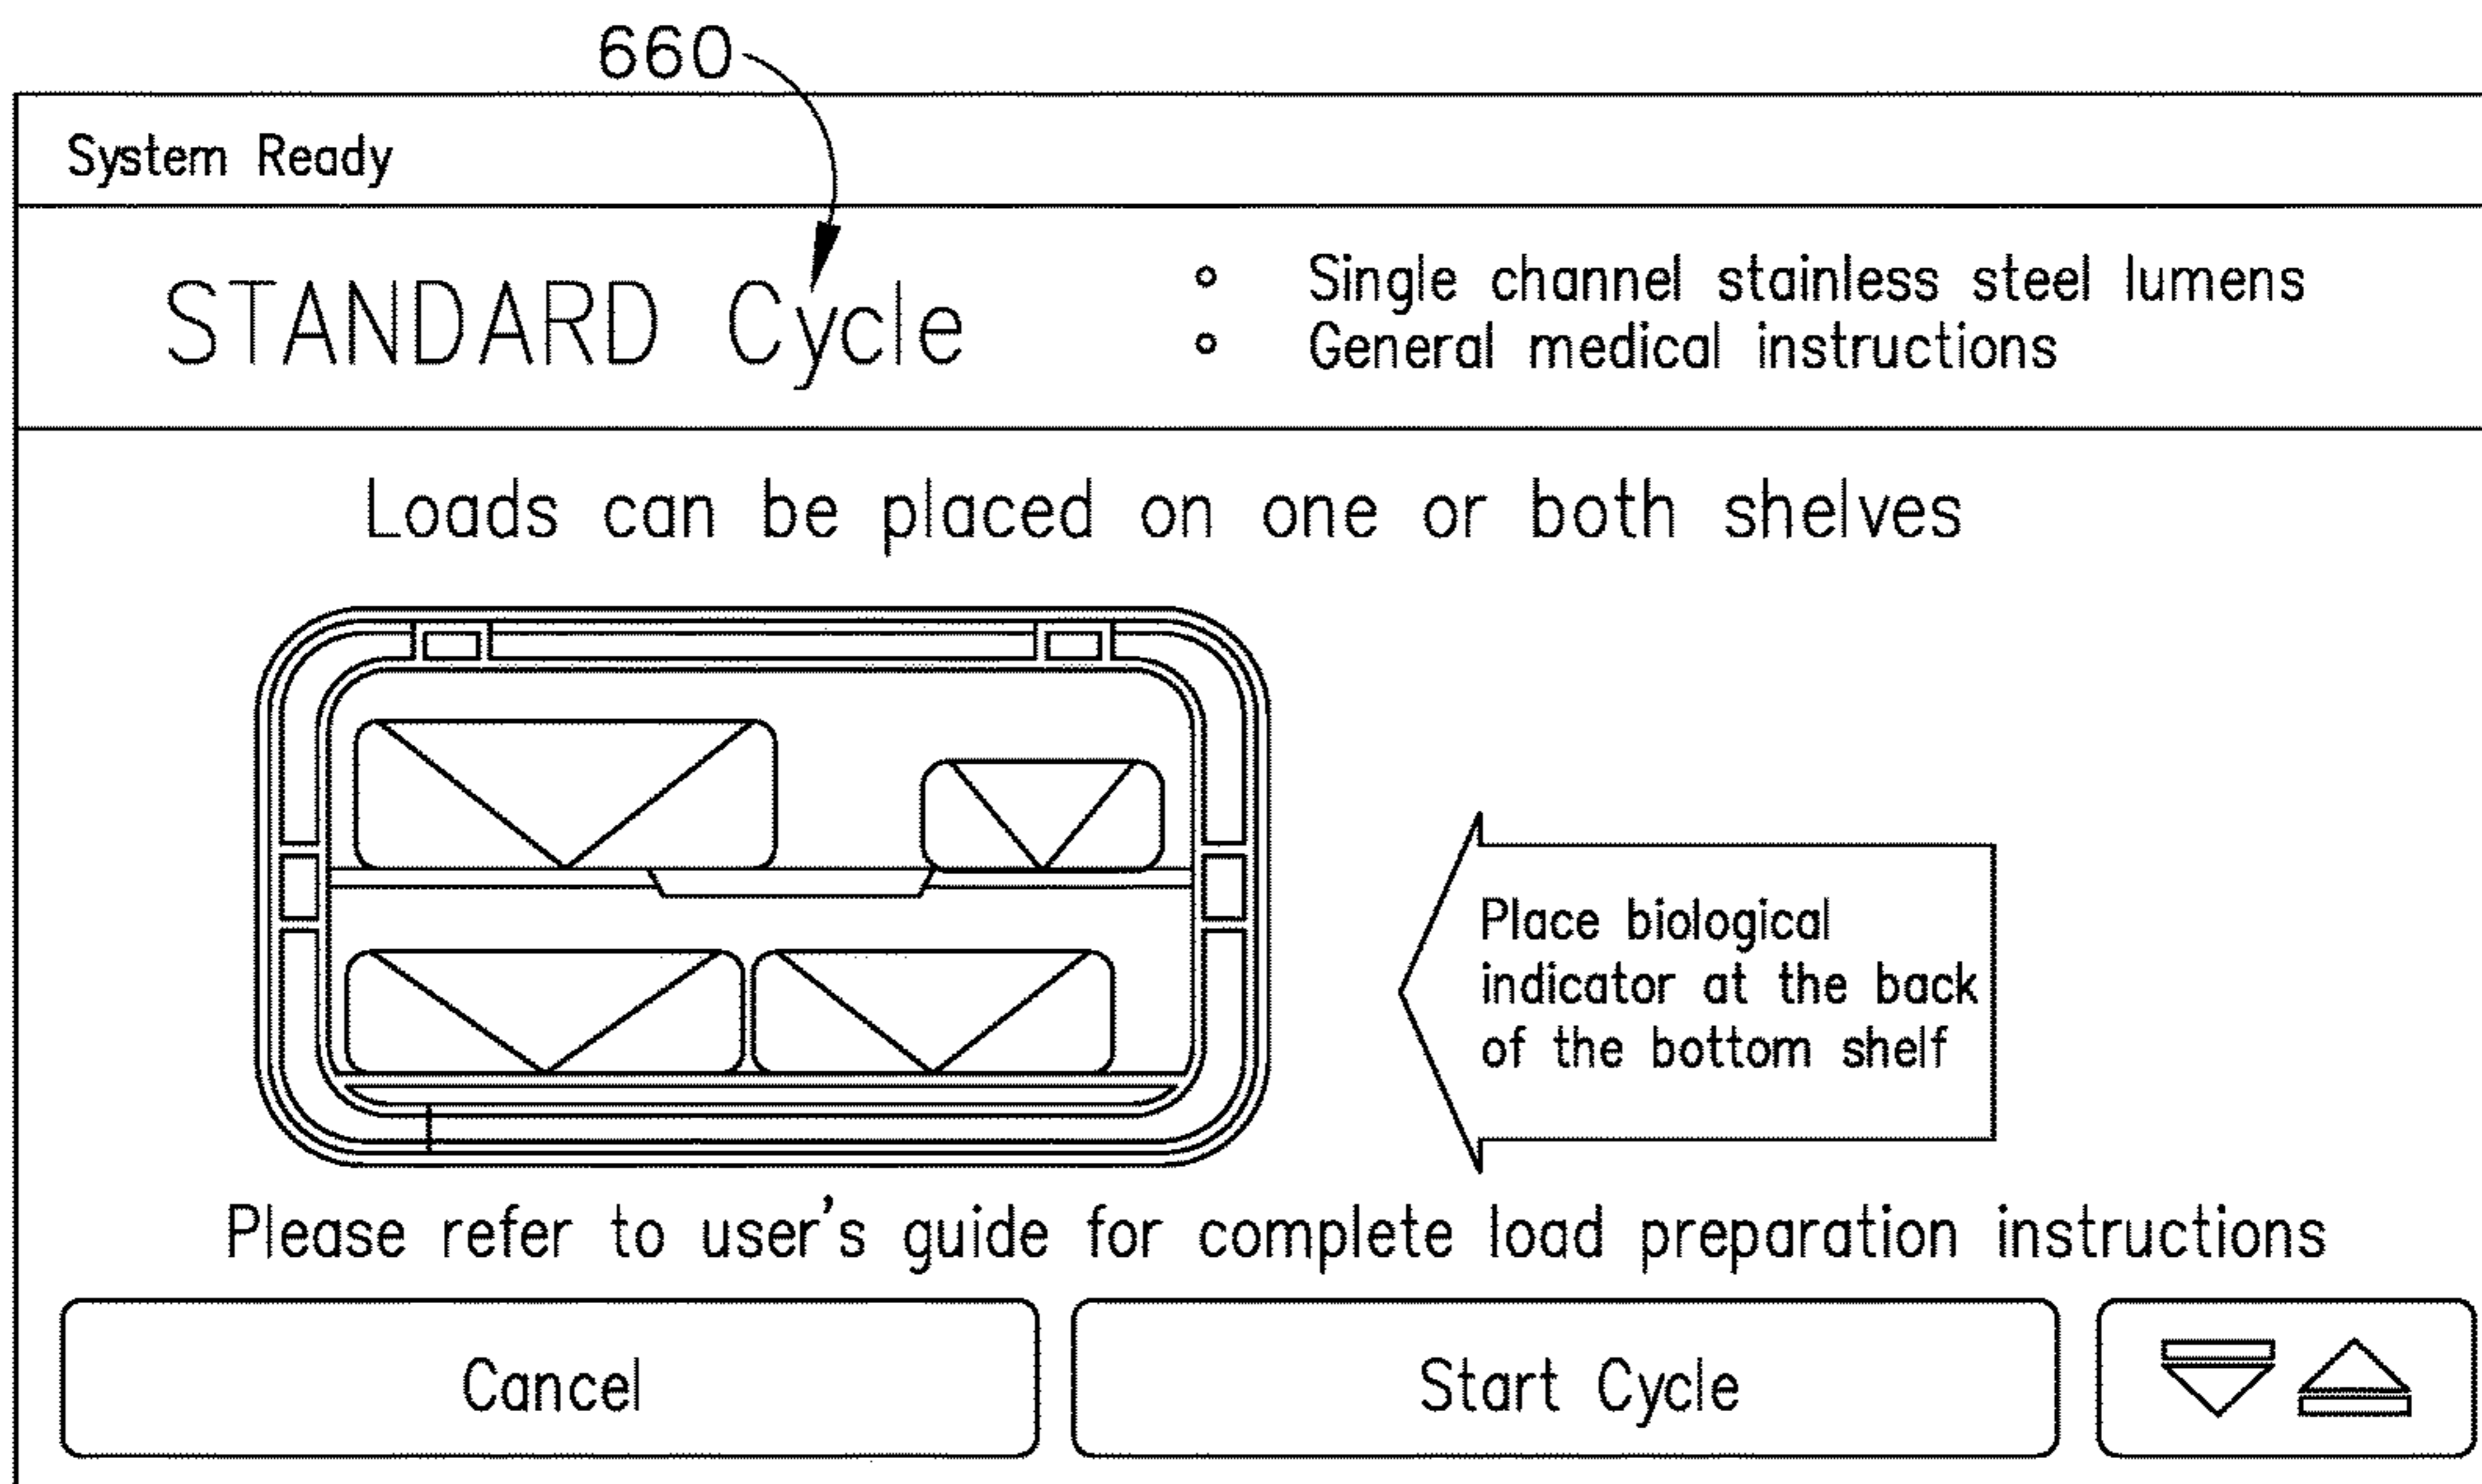 660
System Ready
STANDARD Cycle
° Single channel stainless steel lumens
° General medical instructions
Loads can be placed on one or both shelves
Place biological
indicator at the back
of the bottom shelf
Please refer to user's guide for complete load preparation instructions
Cancel
Start Cycle